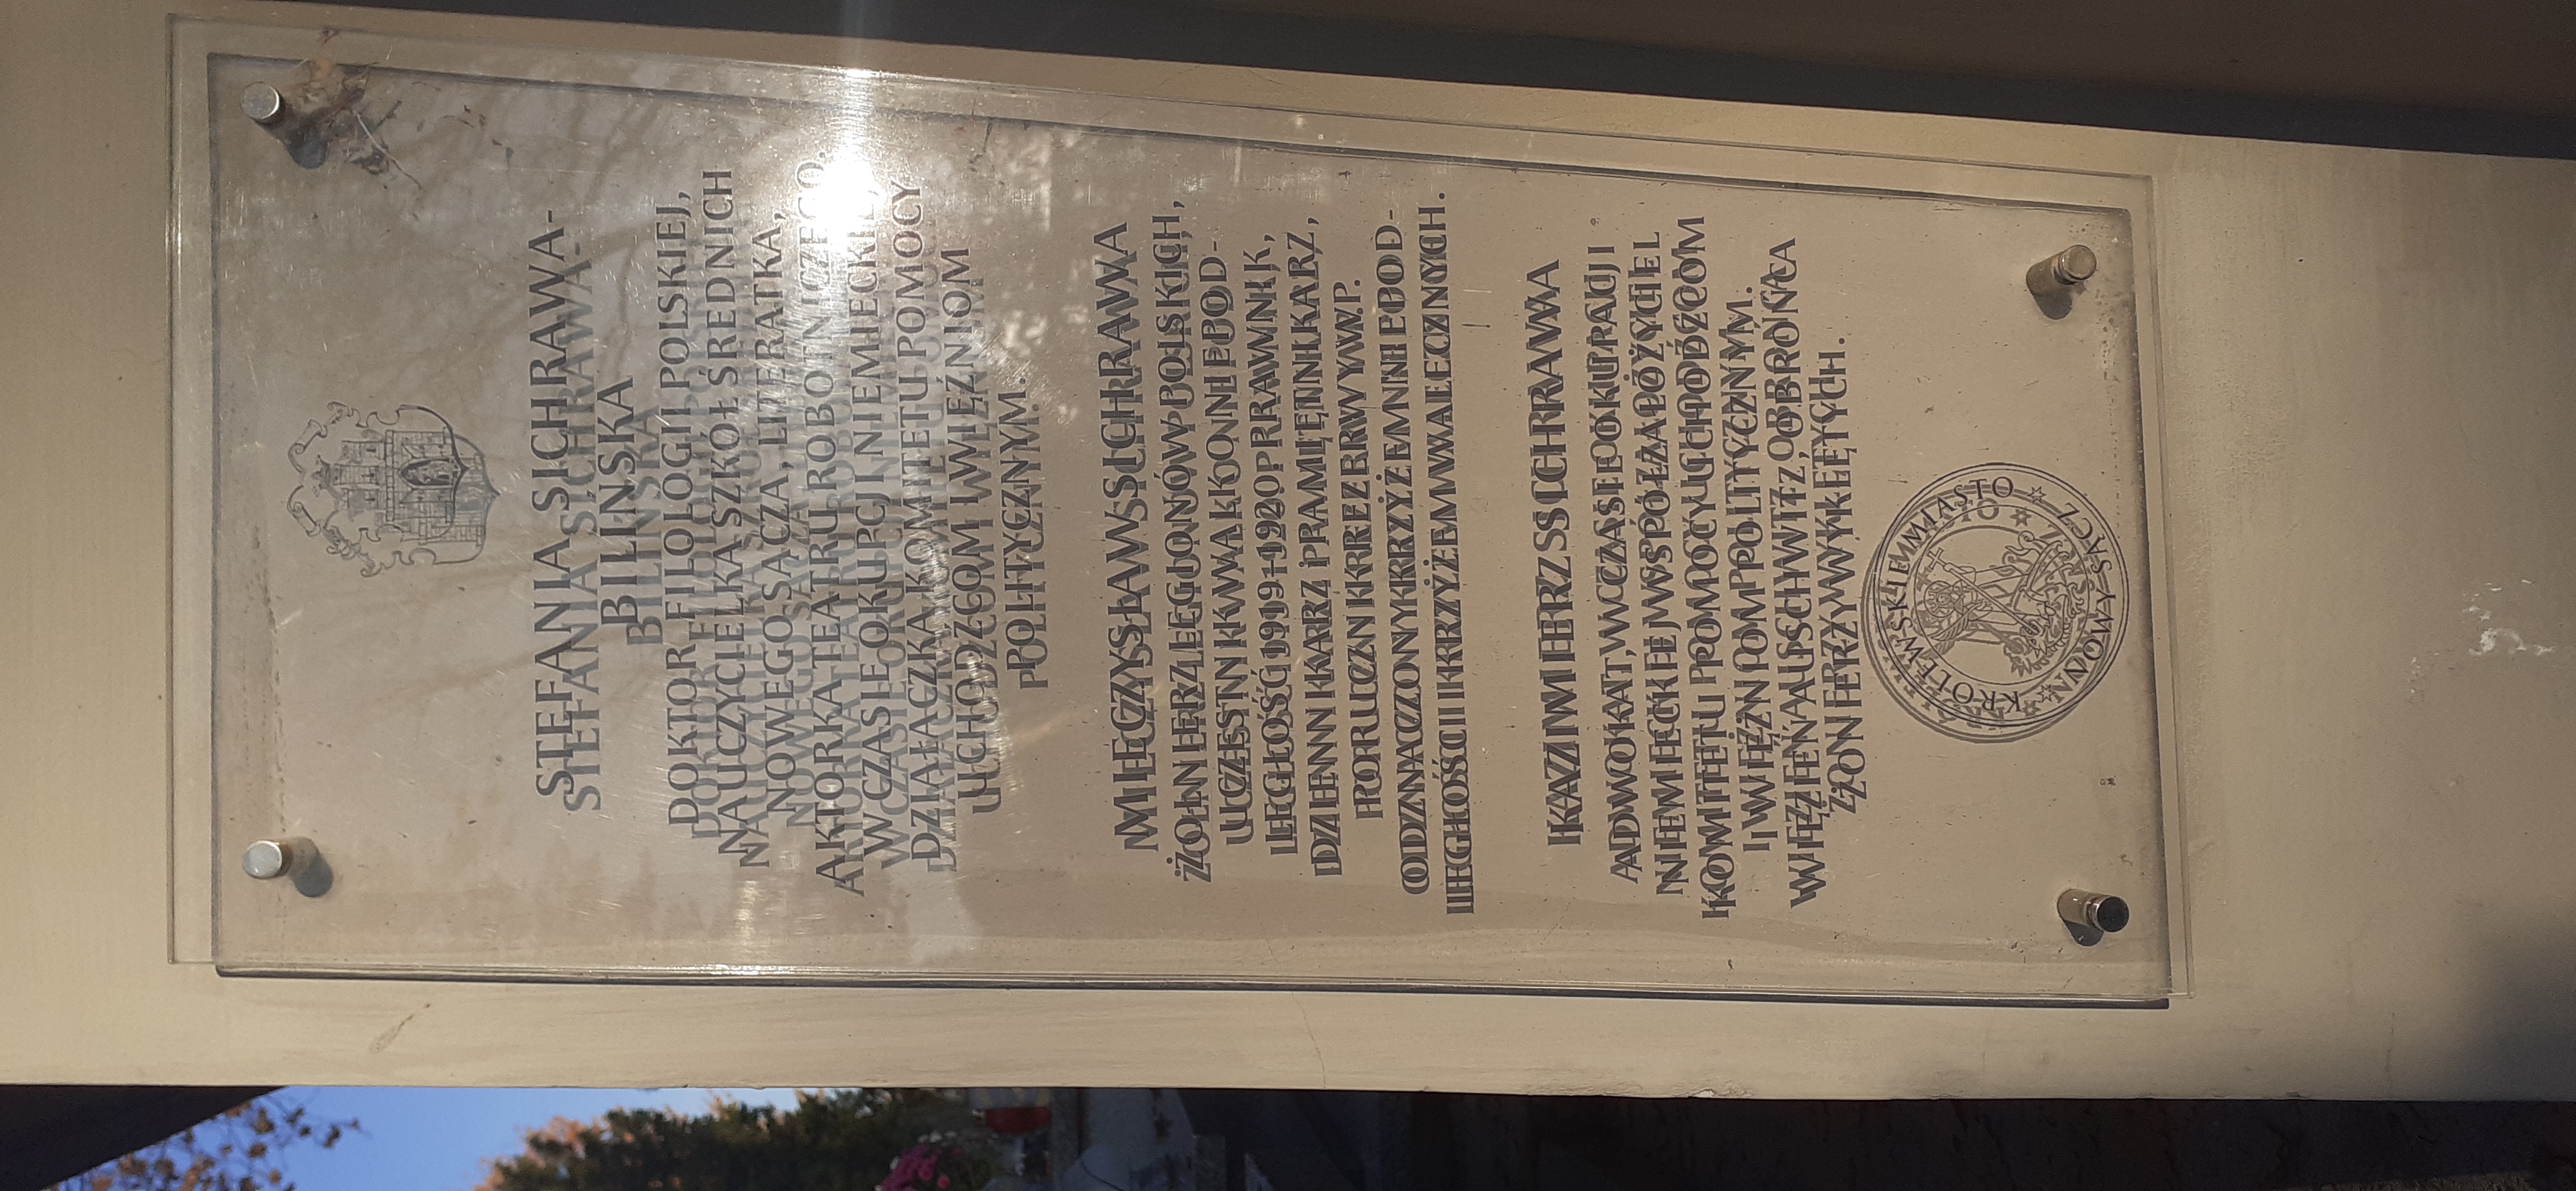 STEFANIA SICHRAWA-
BILIŃSKA
DOKTOR FILOLOGII POLSKIEJ,
NAUCZYCIELKA SZKÓŁ ŚREDNICH
NOWEGO SĄCZA, LITERATKA,
AKTORKA TEATRU ROBOTNICZEGO.
W CZASIE OKUPCJI NIEMIECKIEJ,
DZIAŁACZKA KOMITETU POMOCY
UCHODŹCOM I WIĘŹNIOM
POLITYCZNYM.
MIECZYSŁAW SICHRAWA
ŻOŁNIERZ LEGIONÓW POLSKICH,
UCZESTNIK WALK O NIEPOD-
LEGŁOŚĆ 1919-1920 PRAWNIK,
DZIENNIKARZ I PAMIĘTNIKARZ,
PORUCZNIK REZERWY W.P.
ODZNACZONY KRZYŻEM NIEPOD-
LEGŁOŚCI I KRZYŻEM WALECZNYCH.
KAZIMIERZ SICHRAWA
ADWOKAT, W CZASIE OKUPACJI
NIEMIECKIEJ WSPÓŁZAŁOŻYCIEL
KOMITETU POMOCY UCHODŹCOM
I WIĘŹNIOM POLITYCZNYM.
WIĘZIEŃ AUSCHWITZ, OBROŃCA
ŻOŁNIERZY WYKLĘTYCH.
KRÓLEWSKIE MIASTO
NOWY SĄCZ